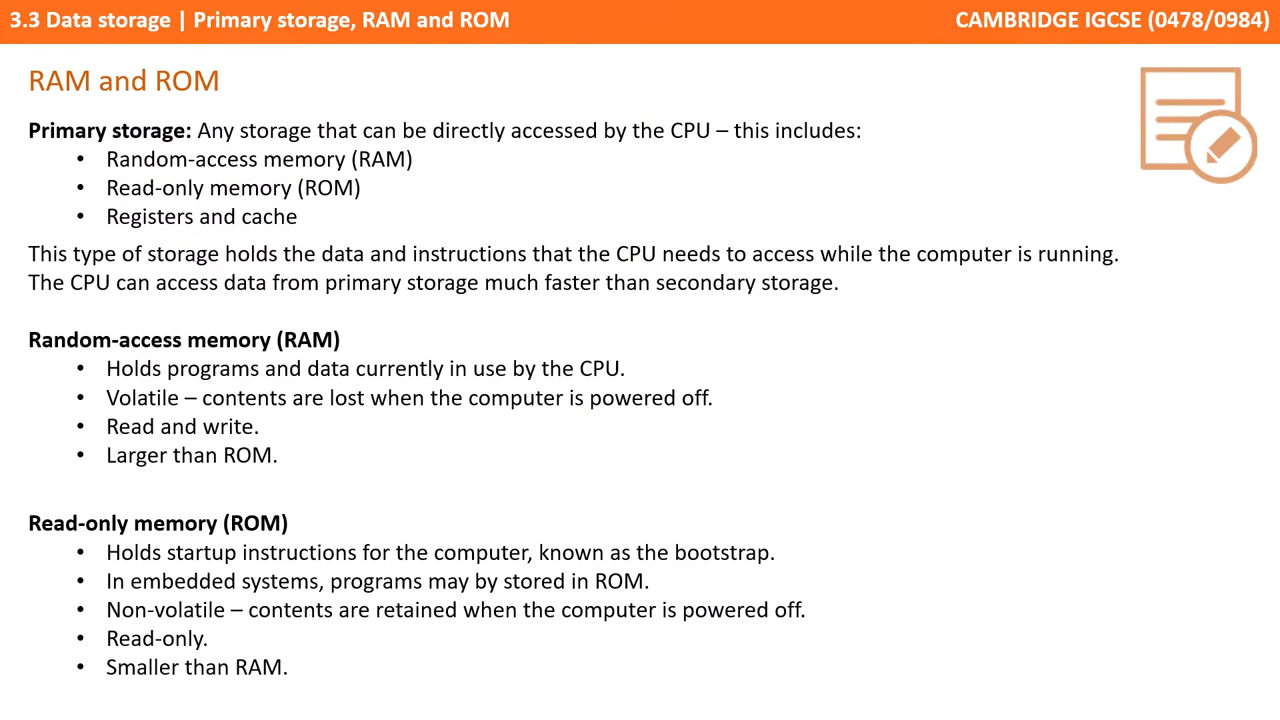 3.3 Data storage | Primary storage, RAM and ROM
CAMBRIDGE IGCSE (0478/0984)
RAM and ROM
Primary storage: Any storage that can be directly accessed by the CPU – this includes:
• Random-access memory (RAM)
• Read-only memory (ROM)
• Registers and cache
This type of storage holds the data and instructions that the CPU needs to access while the computer is running.
The CPU can access data from primary storage much faster than secondary storage.
Random-access memory (RAM)
• Holds programs and data currently in use by the CPU.
• Volatile – contents are lost when the computer is powered off.
• Read and write.
• Larger than ROM.
Read-only memory (ROM)
• Holds startup instructions for the computer, known as the bootstrap.
• In embedded systems, programs may by stored in ROM.
• Non-volatile – contents are retained when the computer is powered off.
• Read-only.
• Smaller than RAM.